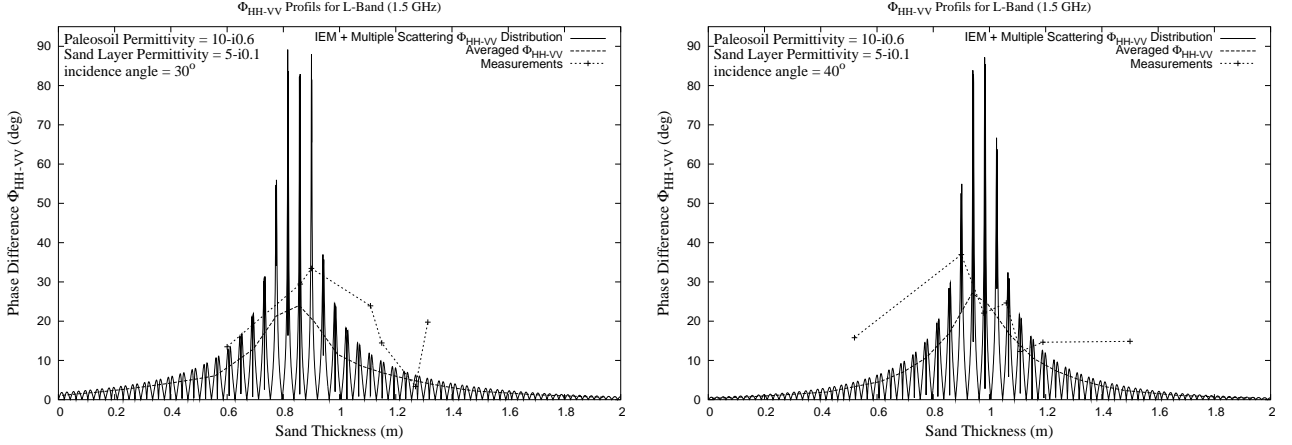 ΦHH-VV Profils for L-Band (1.5 GHz)
Paleosoil Permittivity = 10-i0.6
Sand Layer Permittivity = 5-i0.1
incidence angle = 30o
IEM + Multiple Scattering ΦHH-VV Distribution
Averaged ΦHH-VV
Measurements
Phase Difference ΦHH-VV (deg)
90
80
70
60
50
40
30
20
10
0
0 0.2 0.4 0.6 0.8 1 1.2 1.4 1.6 1.8 2
Sand Thickness (m)
ΦHH-VV Profils for L-Band (1.5 GHz)
Paleosoil Permittivity = 10-i0.6
Sand Layer Permittivity = 5-i0.1
incidence angle = 40o
IEM + Multiple Scattering ΦHH-VV Distribution
Averaged ΦHH-VV
Measurements
Phase Difference ΦHH-VV (deg)
90
80
70
60
50
40
30
20
10
0
0 0.2 0.4 0.6 0.8 1 1.2 1.4 1.6 1.8 2
Sand Thickness (m)